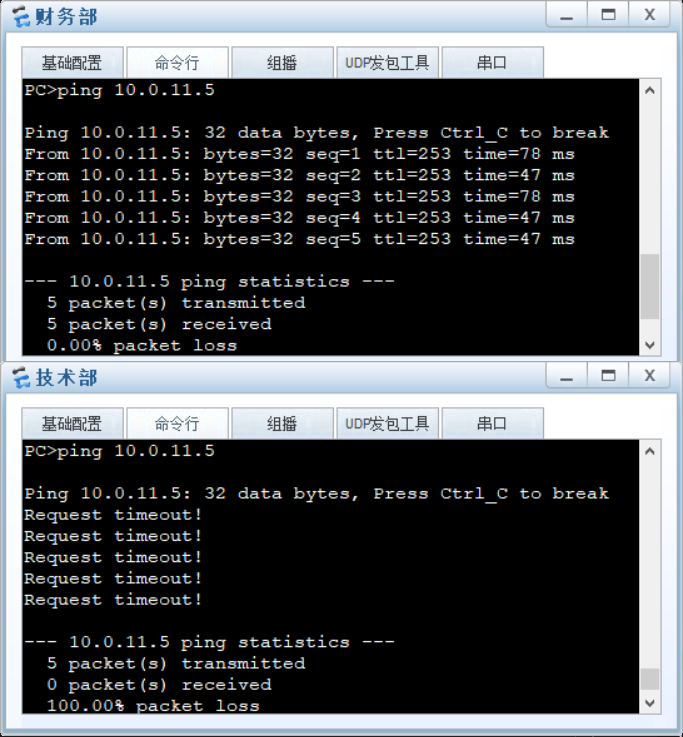 财务部
基础配置 命令行 组播 UDP发包工具 串口
PC>ping 10.0.11.5
Ping 10.0.11.5: 32 data bytes, Press Ctrl_C to break
From 10.0.11.5: bytes=32 seq=1 ttl=253 time=78 ms
From 10.0.11.5: bytes=32 seq=2 ttl=253 time=47 ms
From 10.0.11.5: bytes=32 seq=3 ttl=253 time=78 ms
From 10.0.11.5: bytes=32 seq=4 ttl=253 time=47 ms
From 10.0.11.5: bytes=32 seq=5 ttl=253 time=47 ms
--- 10.0.11.5 ping statistics ---
5 packet(s) transmitted
5 packet(s) received
0.00% packet loss
技术部
基础配置 命令行 组播 UDP发包工具 串口
PC>ping 10.0.11.5
Ping 10.0.11.5: 32 data bytes, Press Ctrl_C to break
Request timeout!
Request timeout!
Request timeout!
Request timeout!
Request timeout!
--- 10.0.11.5 ping statistics ---
5 packet(s) transmitted
0 packet(s) received
100.00% packet loss